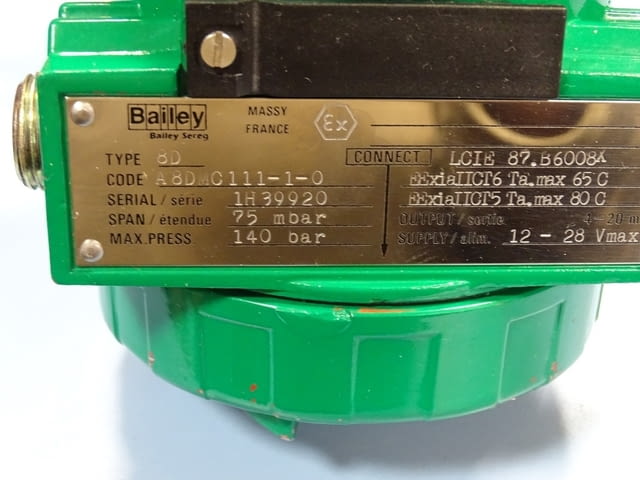 Bailey
Bailey Sereg
MASSY
FRANCE
Ex
TYPE 8D
CODE A8DMC111-1-0
SERIAL / série 1H39920
SPAN / étendue 75 mbar
MAX.PRESS 140 bar
CONNECT
LCIE 87.B6008X
EExiaIICT6 Ta.max 65 C
EExiaIICT5 Ta.max 80 C
OUTPUT / sortie 4-20 m
SUPPLY / alim. 12 - 28 Vmax